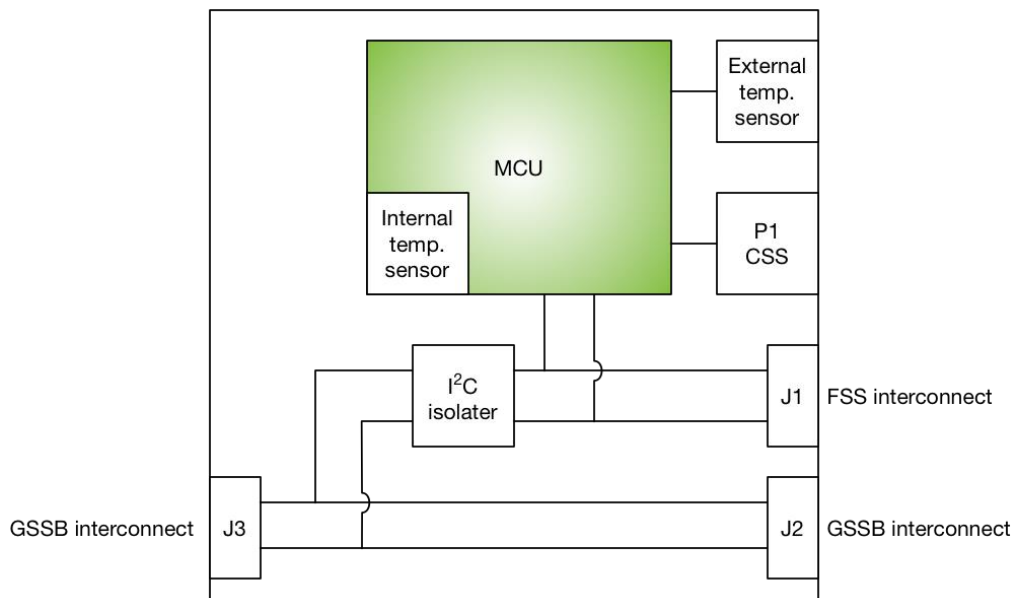 External
temp.
sensor
MCU
Internal
temp.
sensor
P1
CSS
I²C
isolater
J1
FSS interconnect
GSSB interconnect
J3
J2
GSSB interconnect